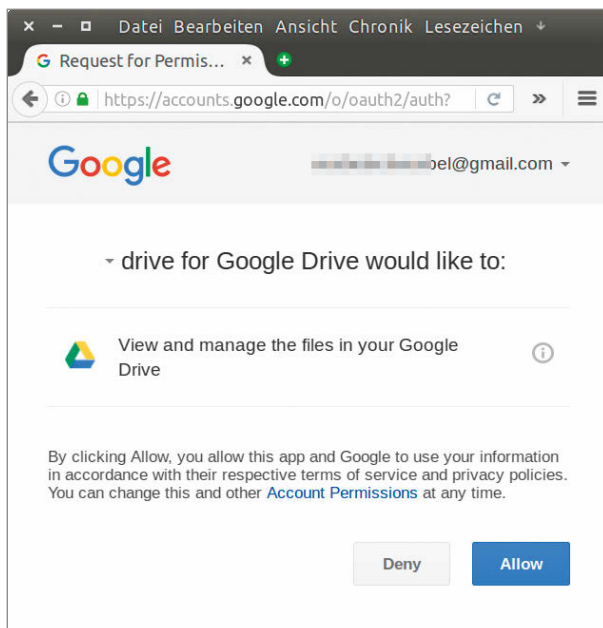 Datei Bearbeiten Ansicht Chronik Lesezeichen
Request for Permis...
https://accounts.google.com/o/oauth2/auth?
Google
bel@gmail.com
drive for Google Drive would like to:
View and manage the files in your Google
Drive
By clicking Allow, you allow this app and Google to use your information
in accordance with their respective terms of service and privacy policies.
You can change this and other Account Permissions at any time.
Deny Allow